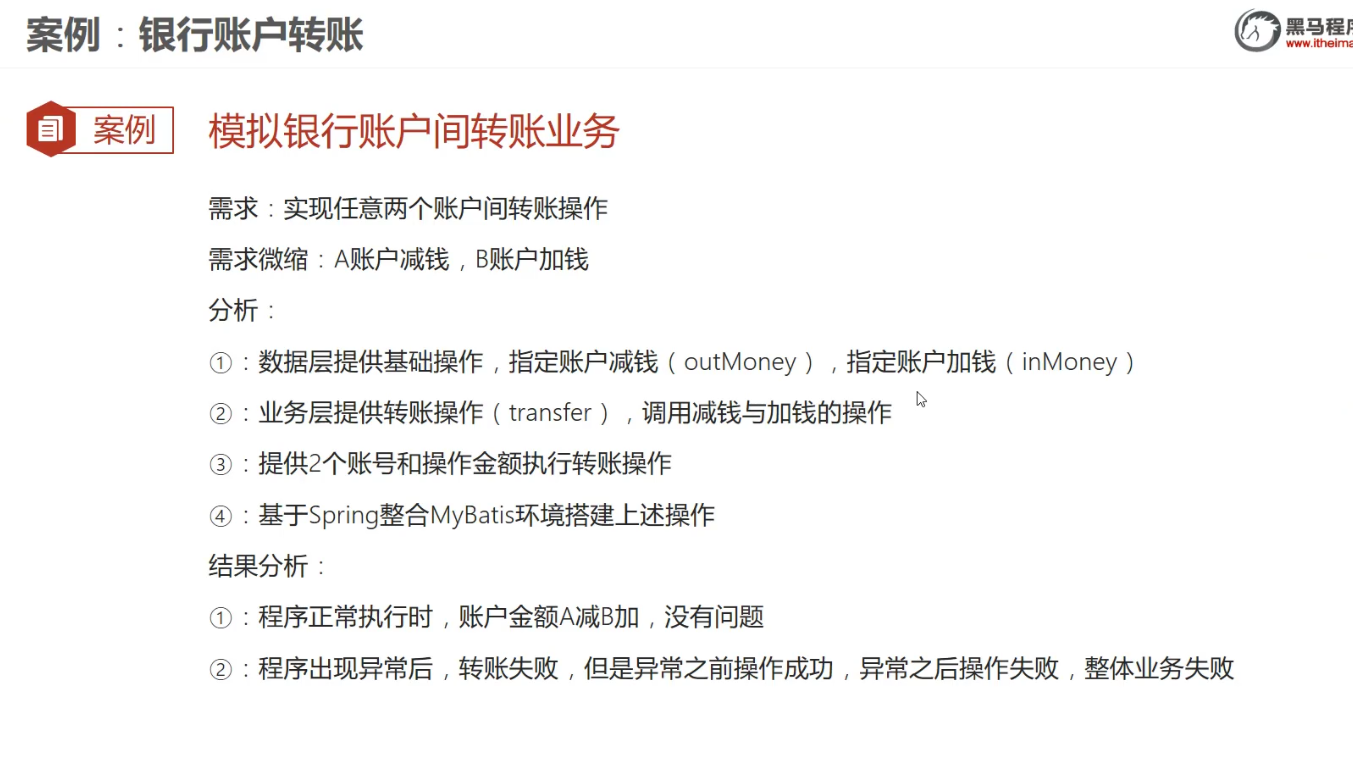 案例：银行账户转账
黑马程序
www.itheima
案例
模拟银行账户间转账业务
需求：实现任意两个账户间转账操作
需求微缩：A账户减钱，B账户加钱
分析：
①：数据层提供基础操作，指定账户减钱（outMoney），指定账户加钱（inMoney）
②：业务层提供转账操作（transfer），调用减钱与加钱的操作
③：提供2个账号和操作金额执行转账操作
④：基于Spring整合MyBatis环境搭建上述操作
结果分析：
①：程序正常执行时，账户金额A减B加，没有问题
②：程序出现异常后，转账失败，但是异常之前操作成功，异常之后操作失败，整体业务失败